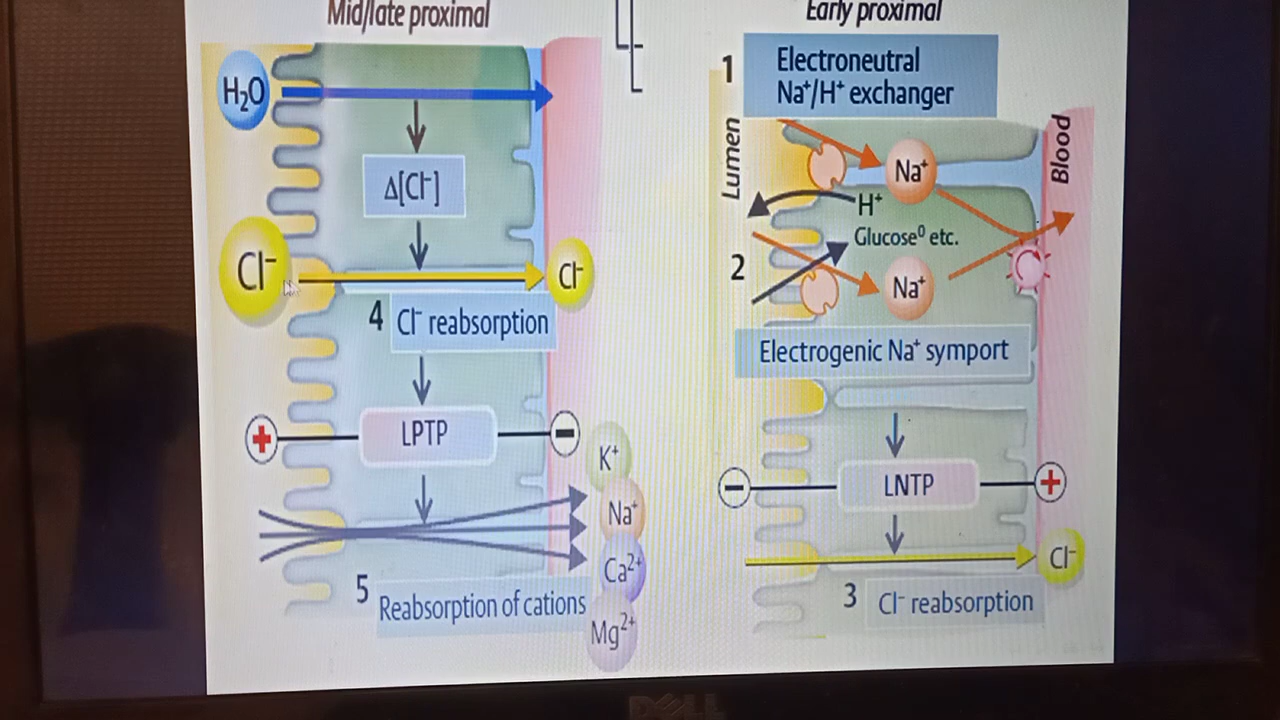 Mid/late proximal
H₂O
Δ[Cl⁻]
Cl⁻
Cl⁻
4 Cl⁻ reabsorption
+
LPTP
−
K⁺
Na⁺
Ca²⁺
Mg²⁺
5 Reabsorption of cations
Early proximal
1 Electroneutral
Na⁺/H⁺ exchanger
Lumen
Blood
Na⁺
H⁺
Glucose⁰ etc.
2
Na⁺
Electrogenic Na⁺ symport
−
LNTP
+
Cl⁻
3 Cl⁻ reabsorption
DELL